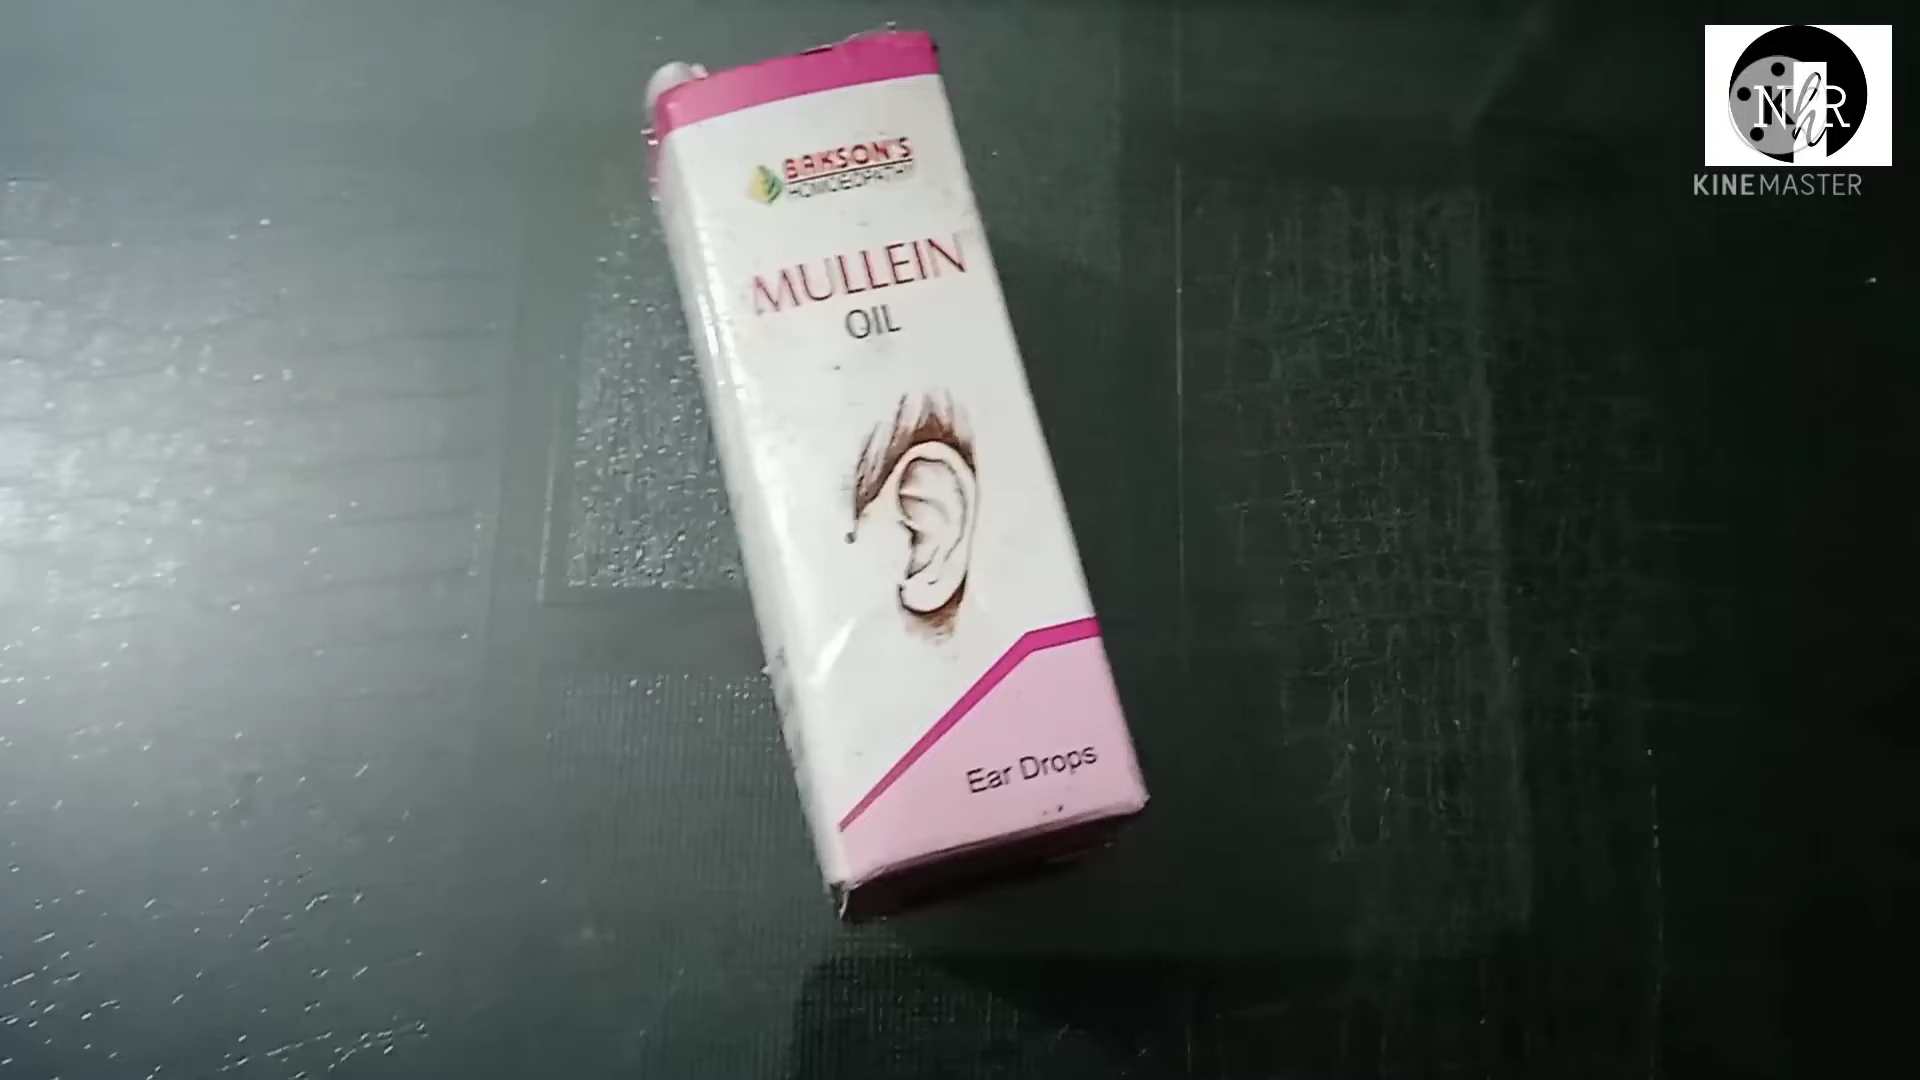 BAKSON'S
HOMOEOPATHY
MULLEIN
OIL
Ear Drops
NhR
KINEMASTER